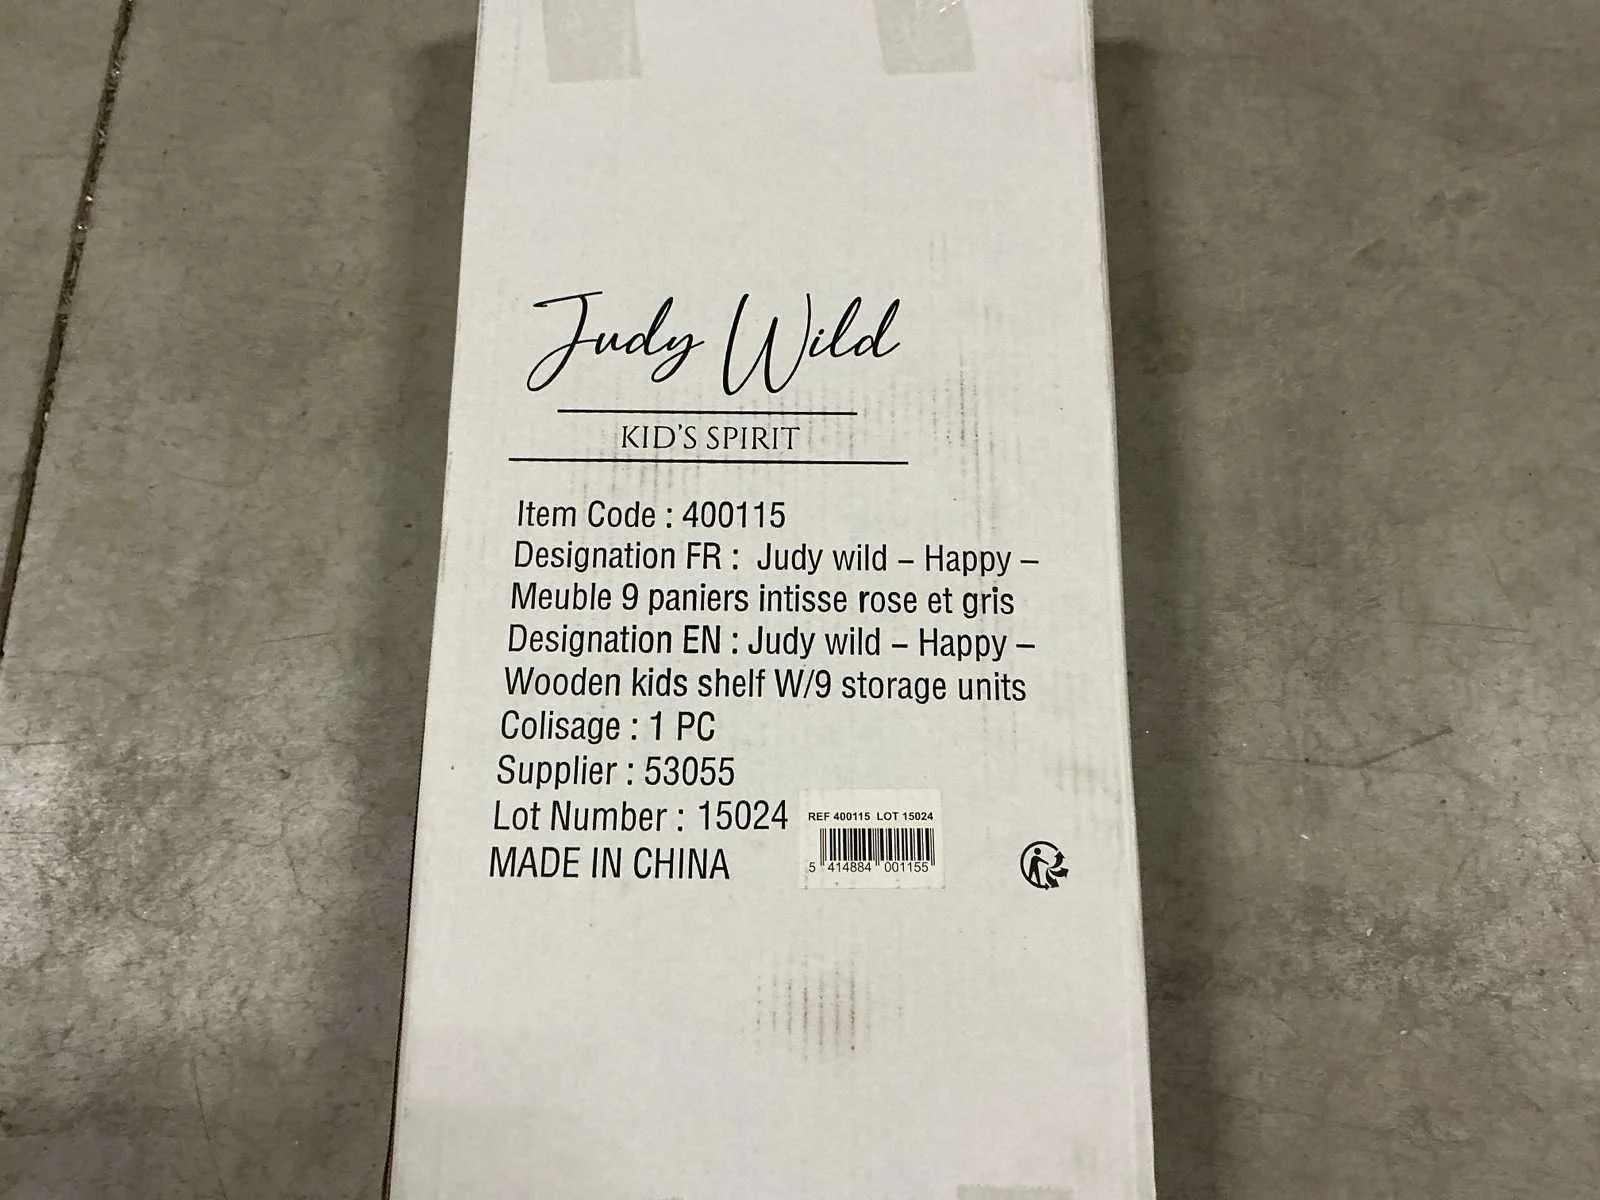 Judy Wild
KID'S SPIRIT
Item Code : 400115
Designation FR : Judy wild – Happy –
Meuble 9 paniers intisse rose et gris
Designation EN : Judy wild – Happy –
Wooden kids shelf W/9 storage units
Colisage : 1 PC
Supplier : 53055
Lot Number : 15024
MADE IN CHINA
REF 400115 LOT 15024
5 414884 001155